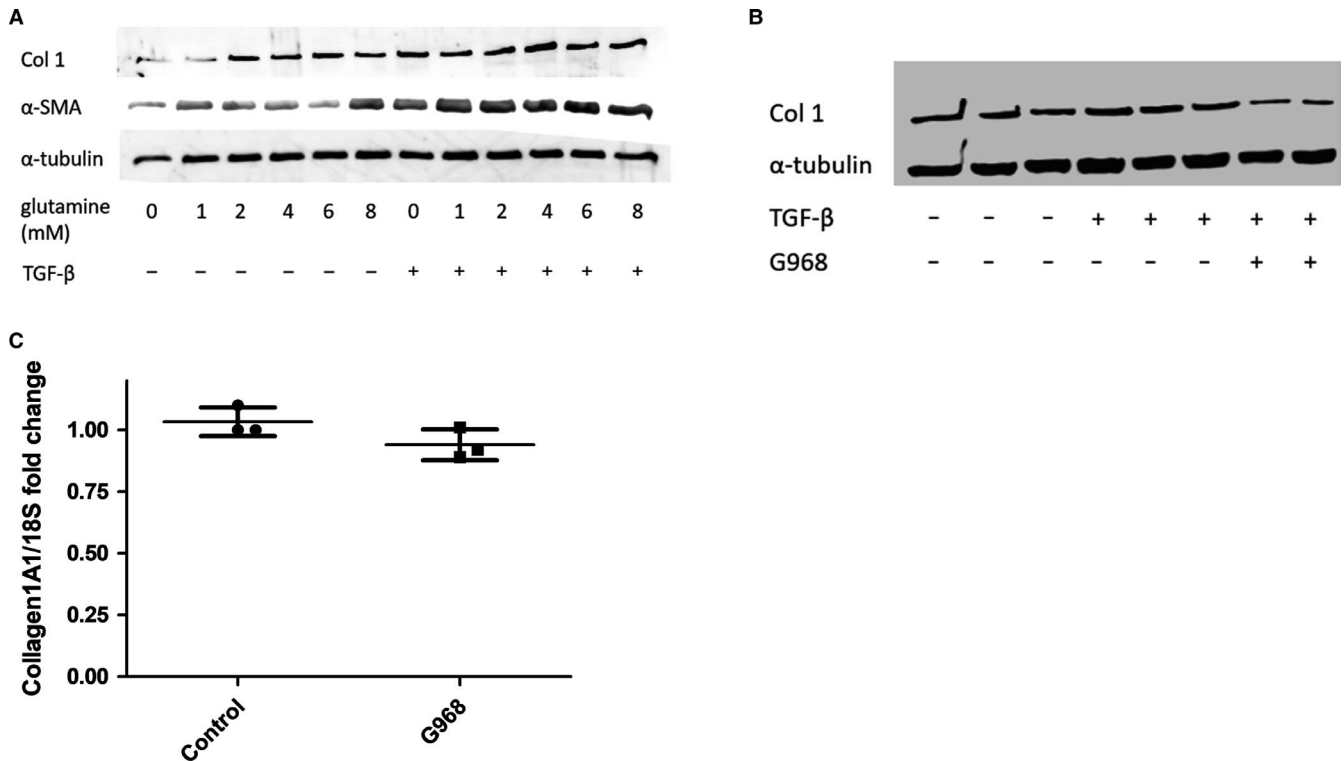 A
Col 1
α-SMA
α-tubulin
glutamine (mM) 0 1 2 4 6 8 0 1 2 4 6 8
TGF-β − − − − − − + + + + + +
B
Col 1
α-tubulin
TGF-β − − − + + + + +
G968 − − − − − − + +
C
Collagen1A1/18S fold change
1.00
0.75
0.50
0.25
0.00
Control
G968